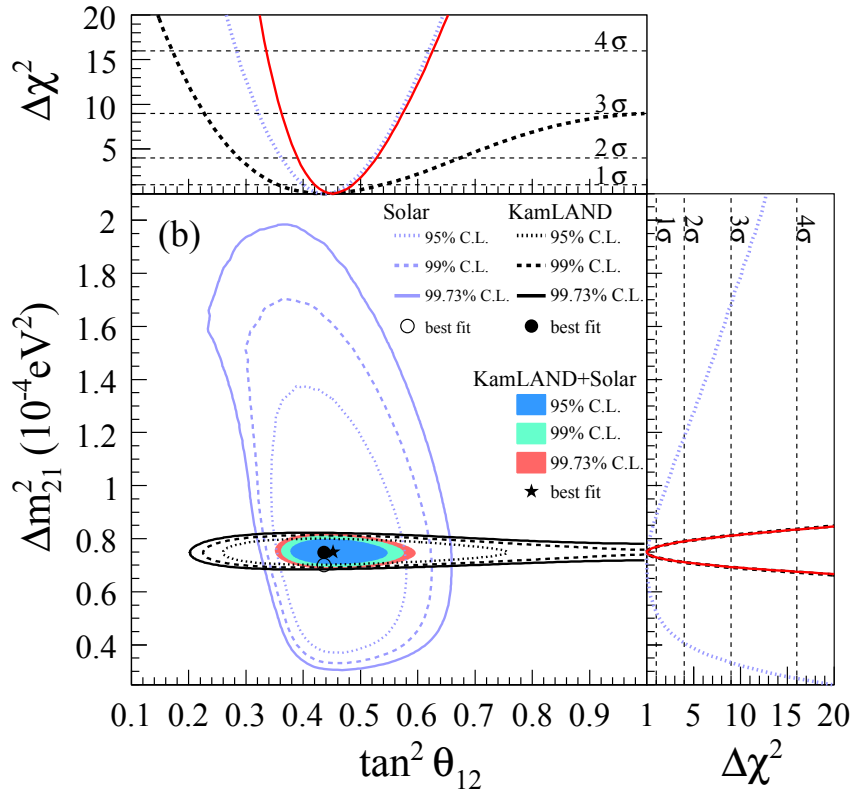 20
15
10
5
Δχ²
4σ
3σ
2σ
1σ
(b)
Solar
95% C.L.
99% C.L.
99.73% C.L.
best fit
KamLAND
95% C.L.
99% C.L.
99.73% C.L.
best fit
KamLAND+Solar
95% C.L.
99% C.L.
99.73% C.L.
best fit
1σ
2σ
3σ
4σ
2
1.8
1.6
1.4
1.2
1
0.8
0.6
0.4
Δm²₂₁ (10⁻⁴eV²)
0.1 0.2 0.3 0.4 0.5 0.6 0.7 0.8 0.9 1
5 10 15 20
tan² θ₁₂
Δχ²